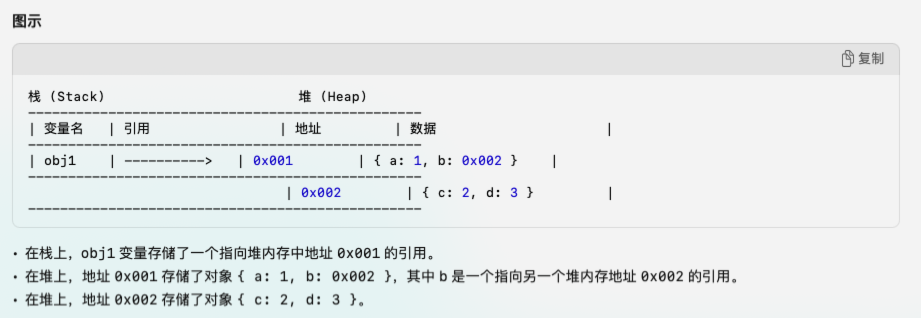 图示
复制
栈 (Stack)                        堆 (Heap)
-------------------------------------------------
| 变量名   | 引用                | 地址         | 数据                     |
-------------------------------------------------
| obj1    | ---------->   | 0x001        | { a: 1, b: 0x002 }    |
-------------------------------------------------
                                | 0x002        | { c: 2, d: 3 }         |
-------------------------------------------------
• 在栈上，obj1 变量存储了一个指向堆内存中地址 0x001 的引用。
• 在堆上，地址 0x001 存储了对象 { a: 1, b: 0x002 }，其中 b 是一个指向另一个堆内存地址 0x002 的引用。
• 在堆上，地址 0x002 存储了对象 { c: 2, d: 3 }。